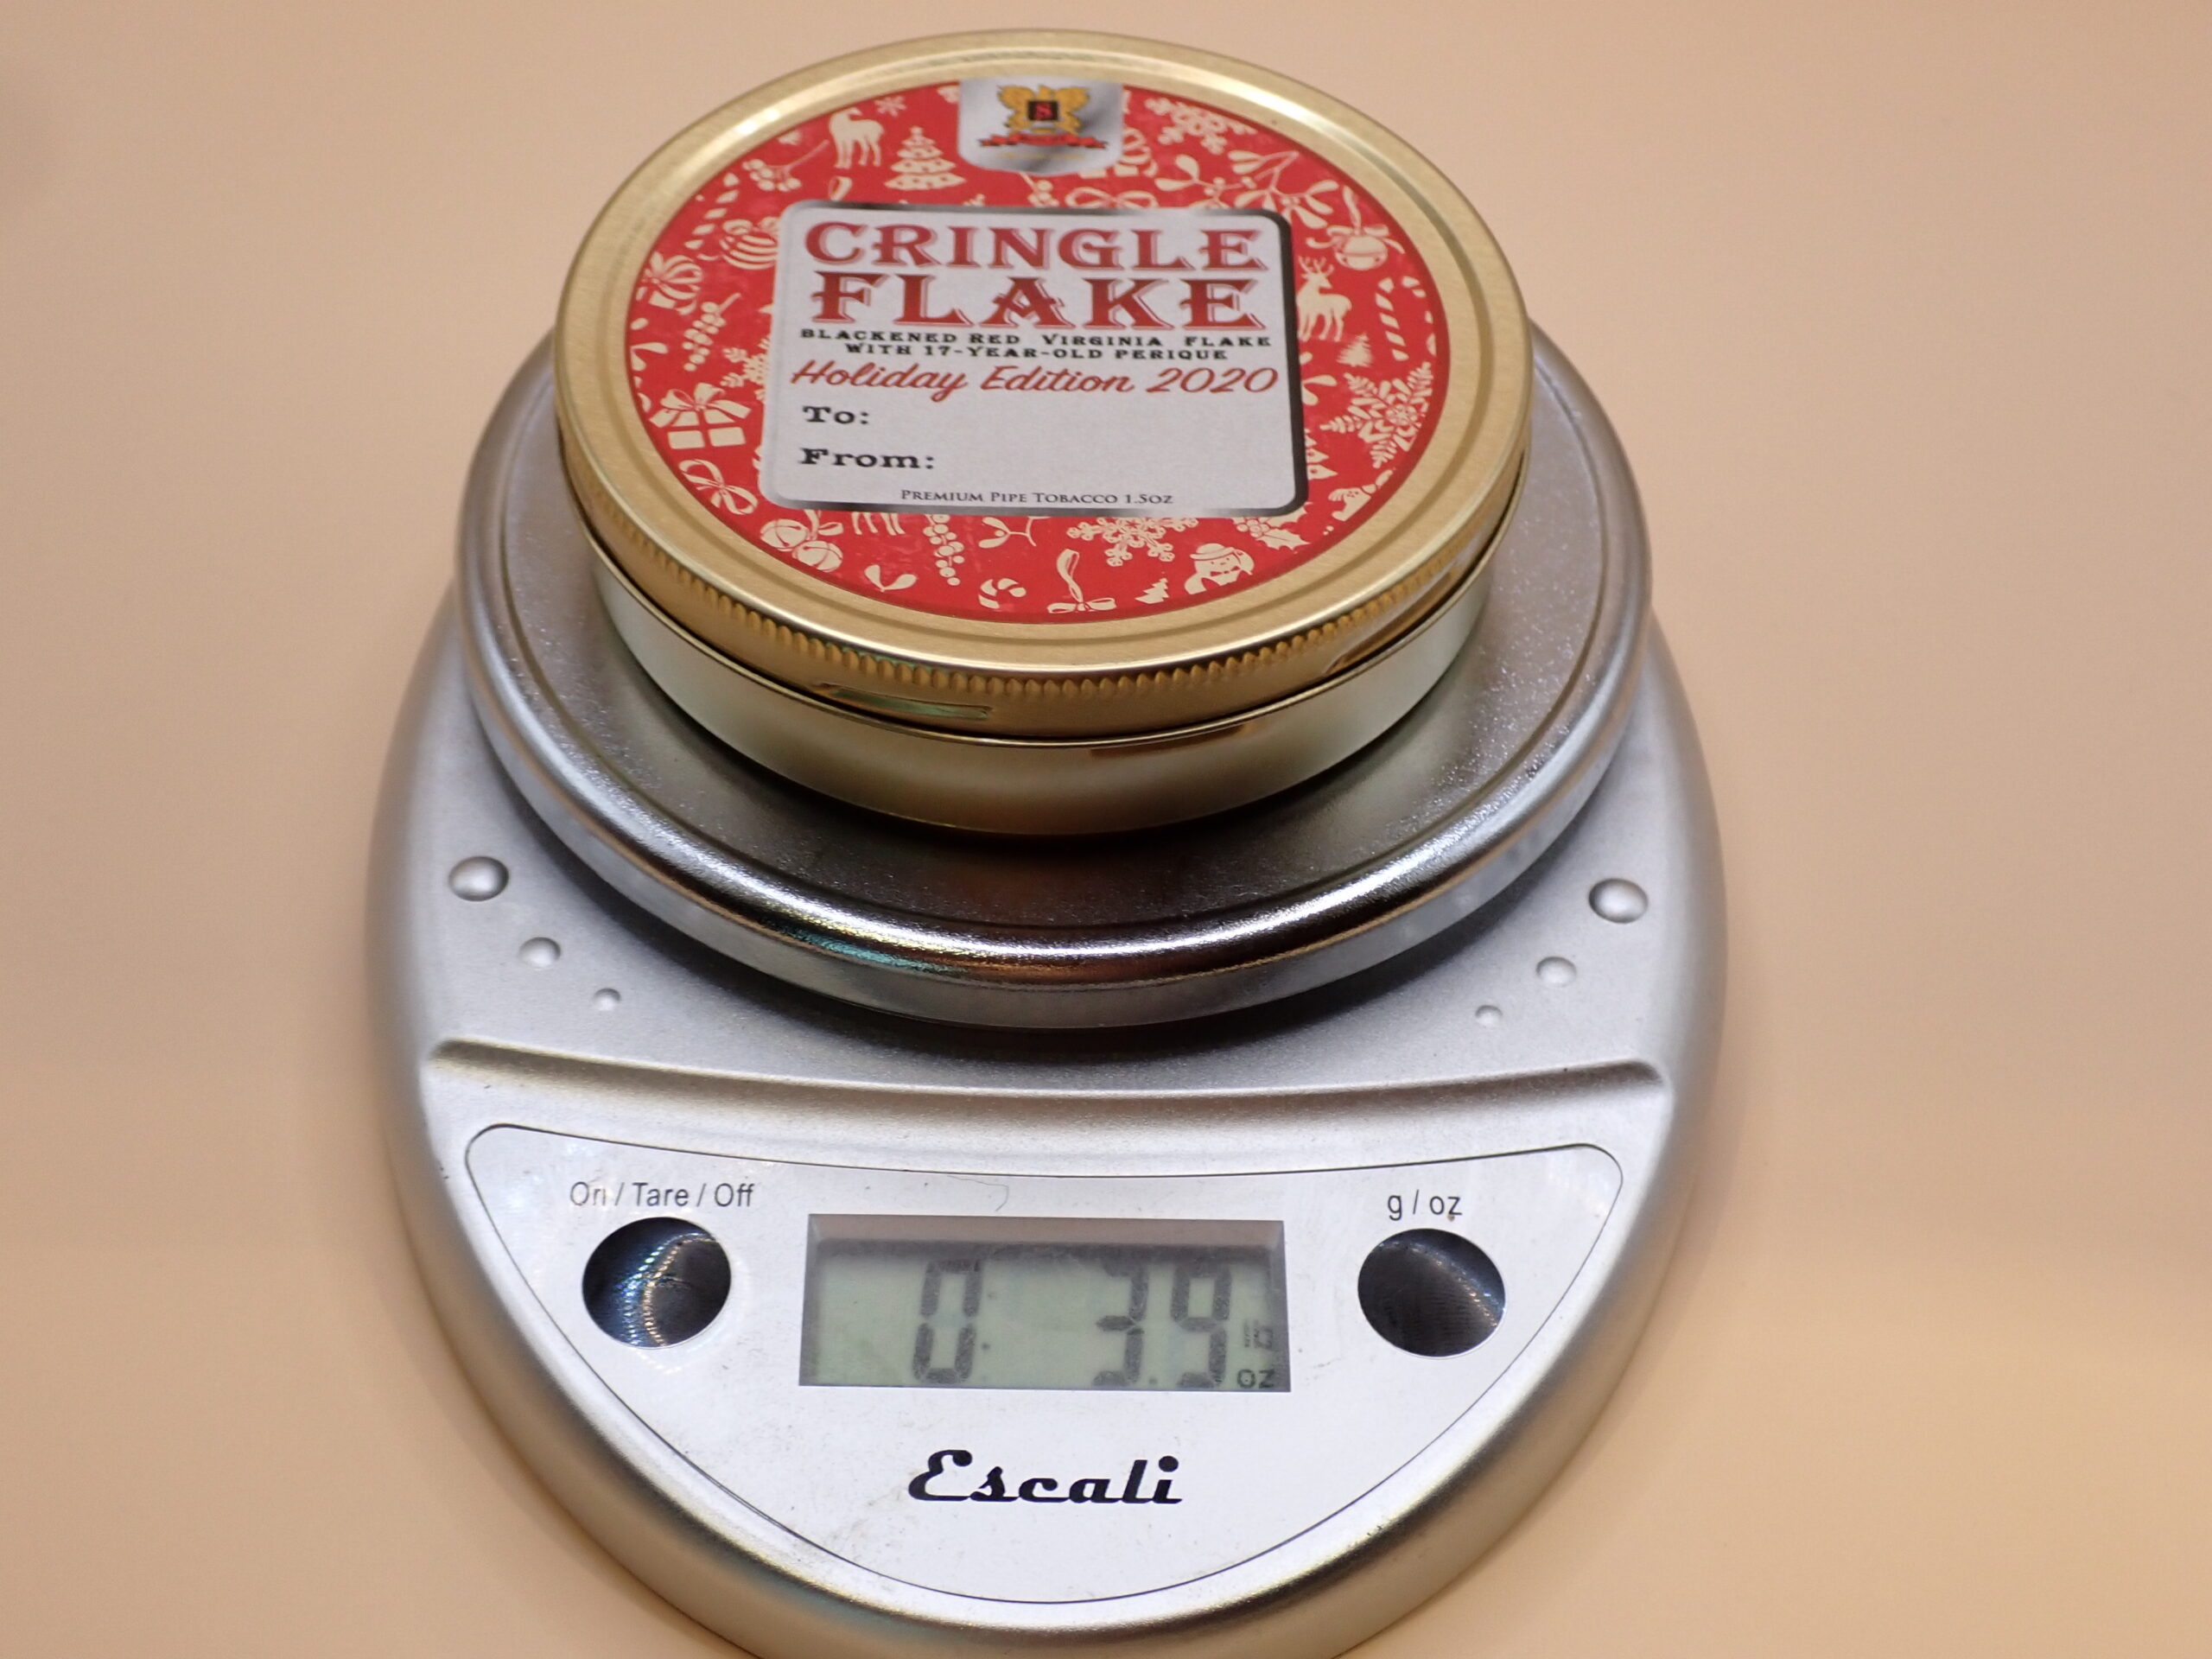 S
CRINGLE
FLAKE
BLACKENED RED VIRGINIA FLAKE
WITH 17-YEAR-OLD PERIQUE
Holiday Edition 2020
To:
From:
PREMIUM PIPE TOBACCO 1.5OZ
On / Tare / Off
g / oz
0 3.9 oz
Escali